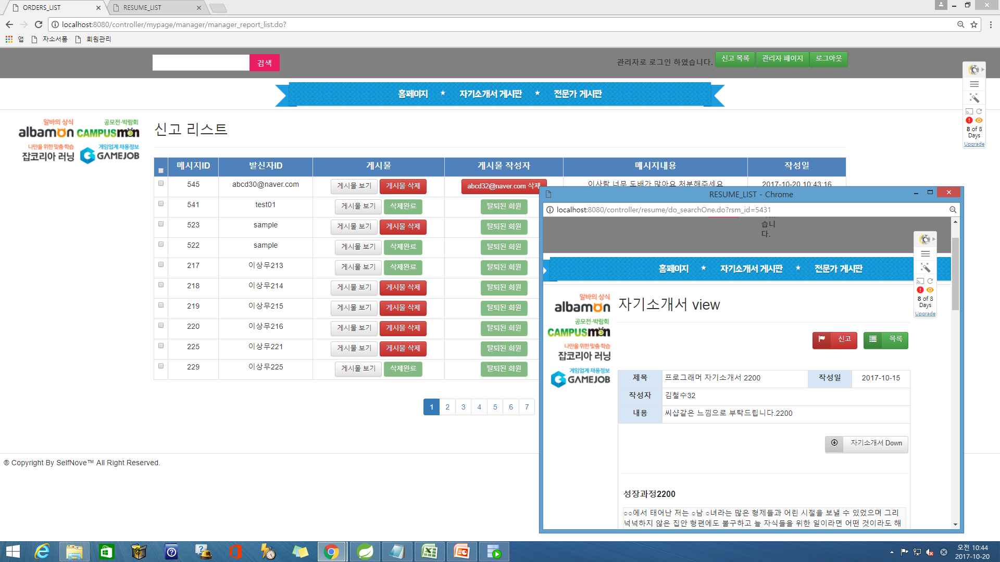 ORDERS_LIST
RESUME_LIST
localhost:8080/controller/mypage/manager/manager_report_list.do?
앱 자소서폼 회원관리
검색
관리자로 로그인 하였습니다. 신고 목록 관리자 페이지 로그아웃
홈페이지 ★ 자기소개서 게시판 ★ 전문가 게시판
알바의 상식 공모전·박람회
albamon CAMPUSmon
나만을 위한 맞춤 학습 게임업계 채용정보
잡코리아 러닝 GAMEJOB
8 of 8
Days
Upgrade
신고 리스트
메시지ID 발신자ID 게시물 게시물 작성자 메시지내용 작성일
545 abcd30@naver.com 게시물 보기 게시물 삭제 abcd32@naver.com 삭제 이사람 너무 도배가 많아요 처분해주세요 2017-10-20 10:43:16
541 test01 게시물 보기 삭제완료 탈퇴된 회원
523 sample 게시물 보기 게시물 삭제 탈퇴된 회원
522 sample 게시물 보기 삭제완료 탈퇴된 회원
217 이상무213 게시물 보기 삭제완료 탈퇴된 회원
218 이상무214 게시물 보기 게시물 삭제 탈퇴된 회원
219 이상무215 게시물 보기 게시물 삭제 탈퇴된 회원
220 이상무216 게시물 보기 게시물 삭제 탈퇴된 회원
225 이상무221 게시물 보기 게시물 삭제 탈퇴된 회원
229 이상무225 게시물 보기 삭제완료 탈퇴된 회원
1 2 3 4 5 6 7
® Copyright By SelfNove™ All Right Reserved.
RESUME_LIST - Chrome
localhost:8080/controller/resume/do_searchOne.do?rsm_id=5431
습니
다.
홈페이지 ★ 자기소개서 게시판 ★ 전문가 게시판
알바의 상식
albamon
공모전·박람회
CAMPUSmon
나만을 위한 맞춤 학습
잡코리아 러닝
게임업계 채용정보
GAMEJOB
8 of 8
Days
Upgrade
자기소개서 view
신고 목록
제목 프로그래머 자기소개서 2200 작성일 2017-10-15
작성자 김철수32
내용 씨샵같은 느낌으로 부탁드립니다.2200
자기소개서 Down
성장과정2200
○○에서 태어난 저는 ○남 ○녀라는 많은 형제들과 어린 시절을 보낼 수 있었으며 그리
넉넉하지 않은 집안 형편에도 불구하고 늘 자식들을 위한 일이라면 어떤 것이라도 해
오전 10:44
2017-10-20